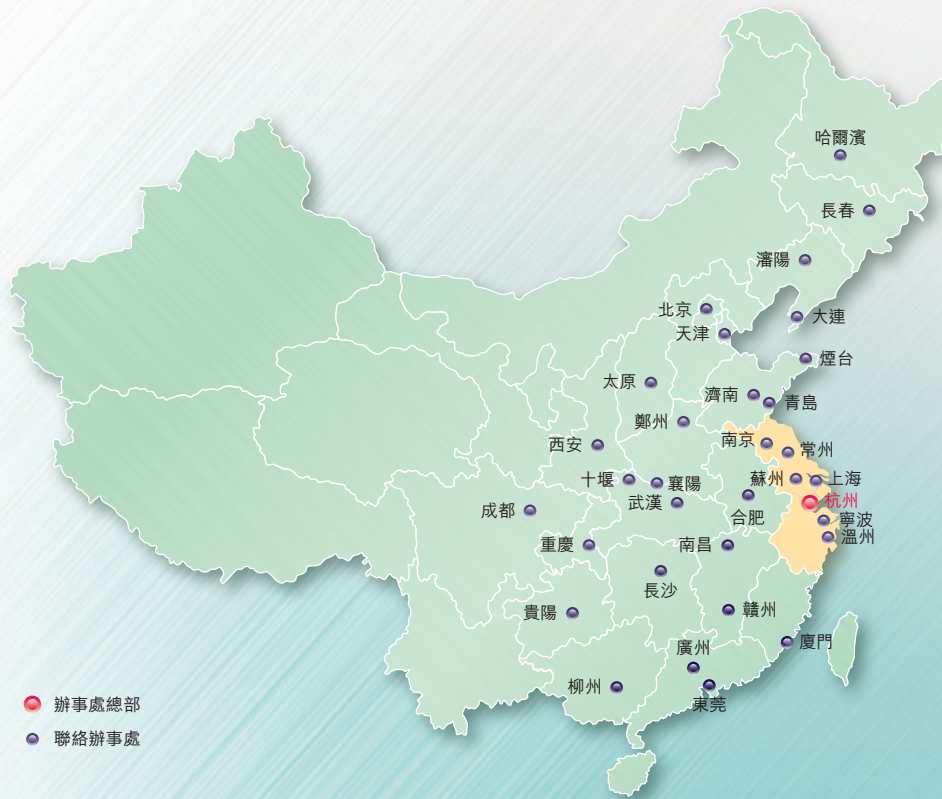 哈爾濱
長春
瀋陽
北京
大連
天津
煙台
太原
濟南
青島
鄭州
南京
西安
常州
十堰
襄陽
蘇州
上海
武漢
杭州
成都
合肥
寧波
溫州
重慶
南昌
長沙
貴陽
贛州
廈門
廣州
柳州
東莞
辦事處總部
聯絡辦事處